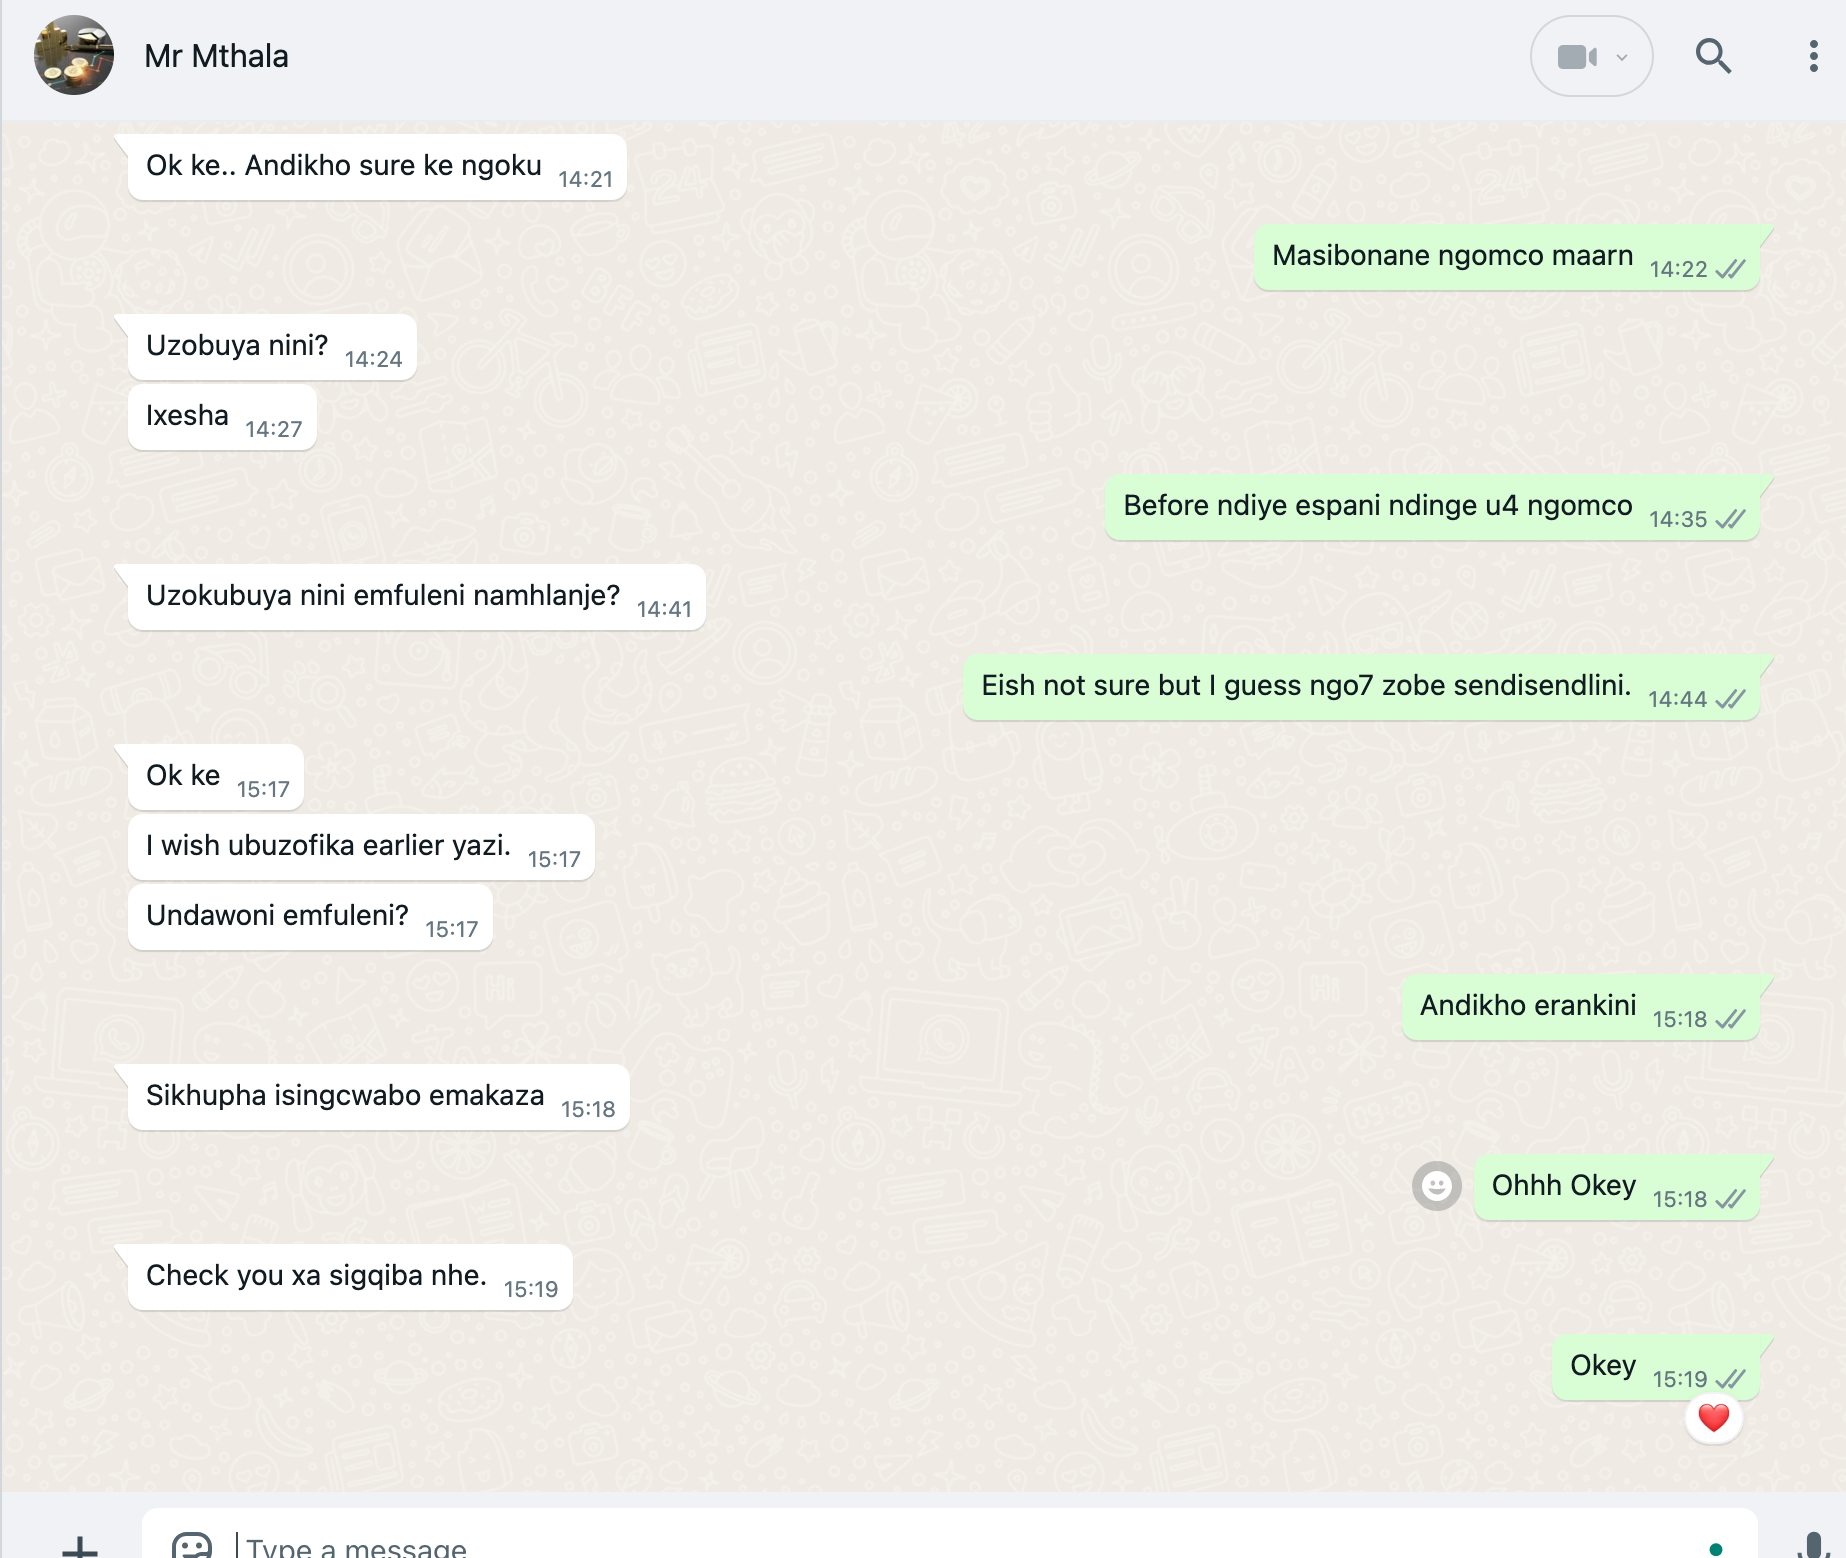 Mr Mthala
Ok ke.. Andikho sure ke ngoku 14:21
Masibonane ngomco maarn 14:22
Uzobuya nini? 14:24
Ixesha 14:27
Before ndiye espani ndinge u4 ngomco 14:35
Uzokubuya nini emfuleni namhlanje? 14:41
Eish not sure but I guess ngo7 zobe sendisendlini. 14:44
Ok ke 15:17
I wish ubuzofika earlier yazi. 15:17
Undawoni emfuleni? 15:17
Andikho erankini 15:18
Sikhupha isingcwabo emakaza 15:18
Ohhh Okey 15:18
Check you xa sigqiba nhe. 15:19
Okey 15:19
Type a message